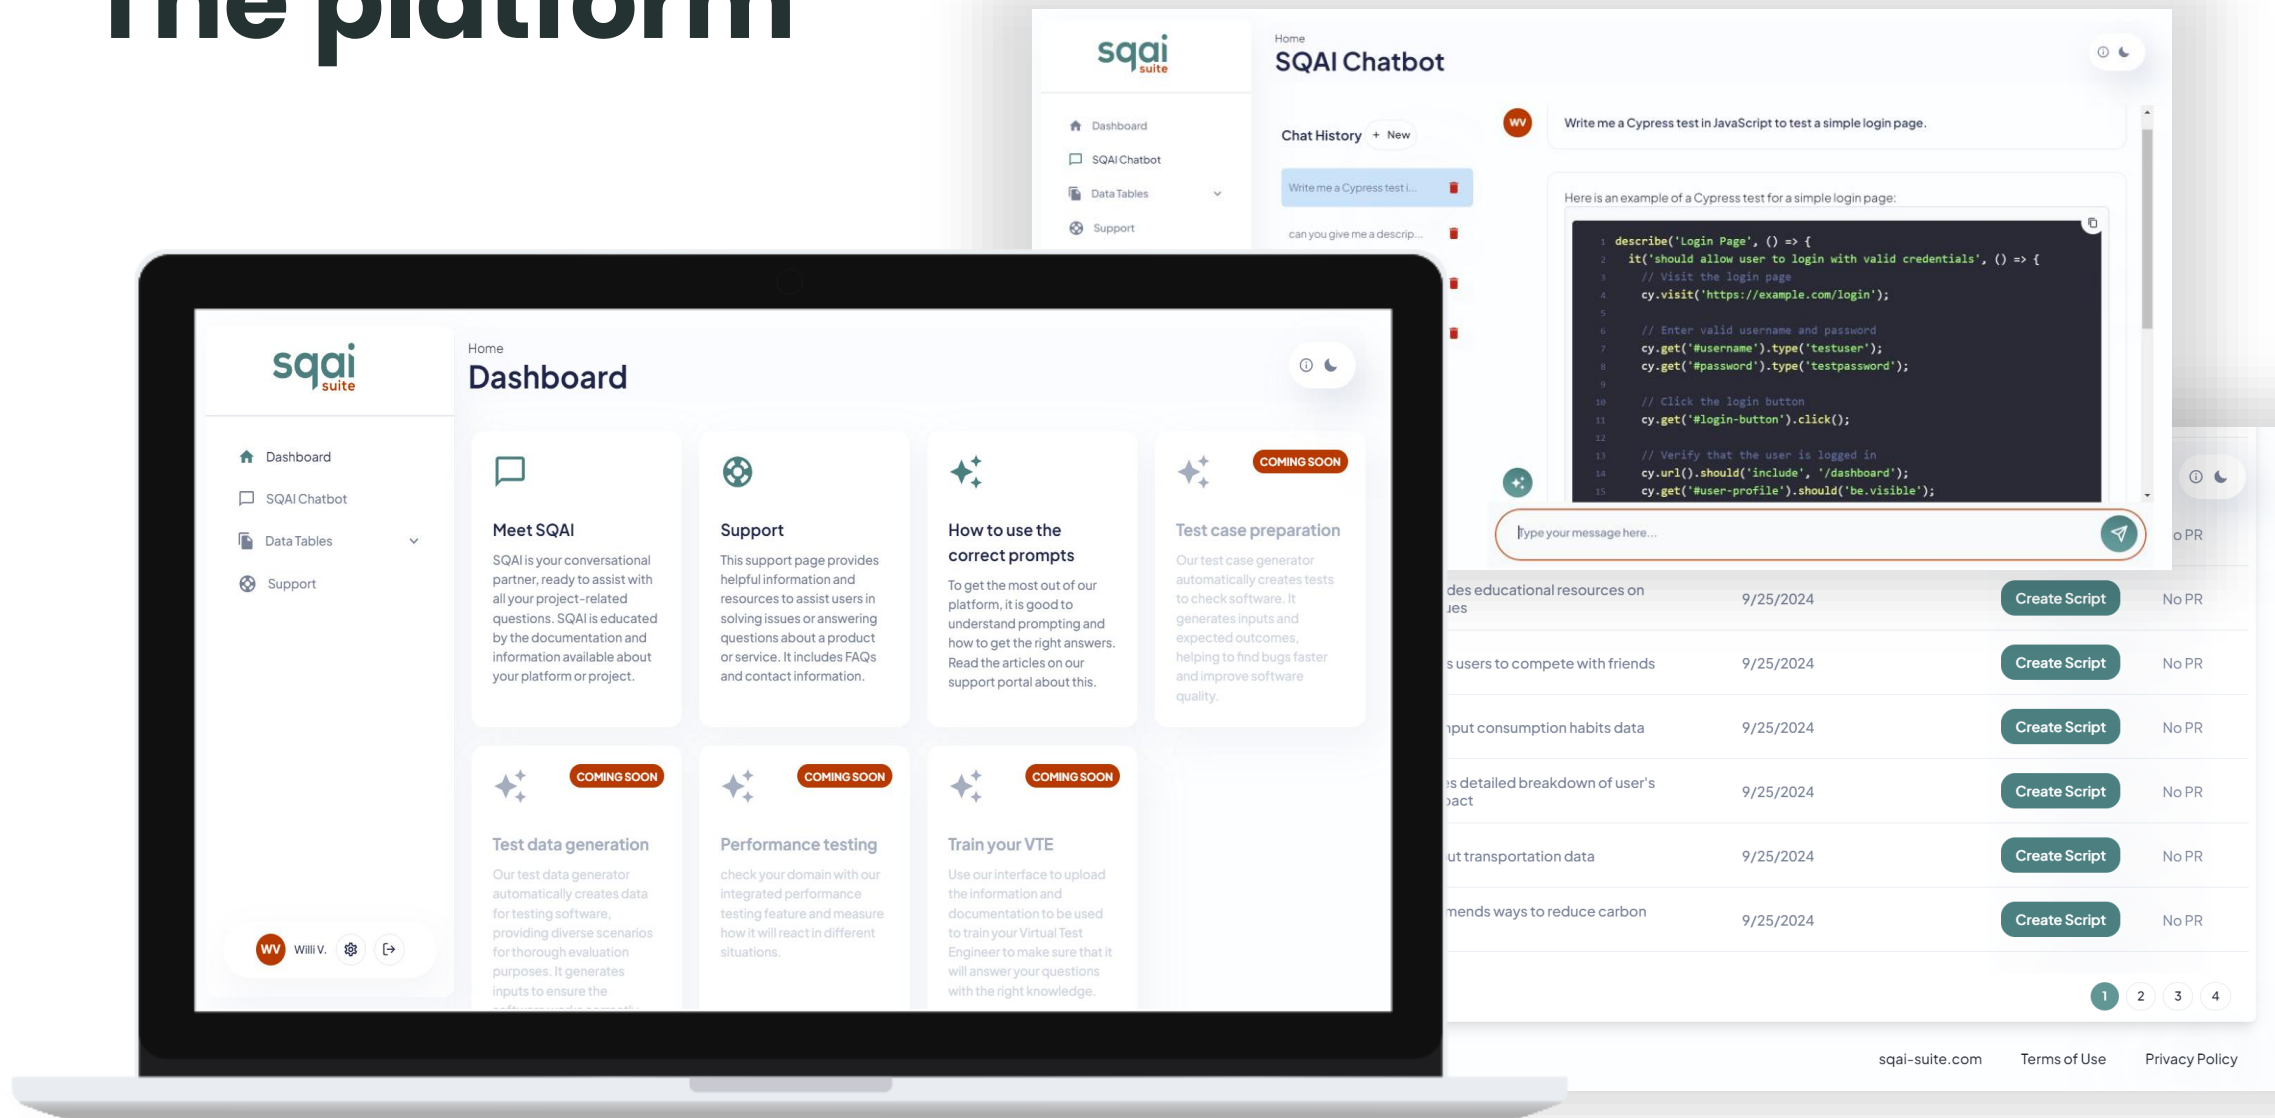 The platform
sqai
suite
Dashboard
SQAI Chatbot
Data Tables
Support
Home
SQAI Chatbot
Chat History + New
Write me a Cypress test i...
can you give me a descrip...
WV
Write me a Cypress test in JavaScript to test a simple login page.
Here is an example of a Cypress test for a simple login page:
1 describe('Login Page', () => {
2 it('should allow user to login with valid credentials', () => {
3 // Visit the login page
4 cy.visit('https://example.com/login');
5
6 // Enter valid username and password
7 cy.get('#username').type('testuser');
8 cy.get('#password').type('testpassword');
9
10 // Click the login button
11 cy.get('#login-button').click();
12
13 // Verify that the user is logged in
14 cy.url().should('include', '/dashboard');
15 cy.get('#user-profile').should('be.visible');
Type your message here...
sqai
suite
Dashboard
SQAI Chatbot
Data Tables
Support
WV Willi V.
Home
Dashboard
Meet SQAI
SQAI is your conversational
partner, ready to assist with
all your project-related
questions. SQAI is educated
by the documentation and
information available about
your platform or project.
Support
This support page provides
helpful information and
resources to assist users in
solving issues or answering
questions about a product
or service. It includes FAQs
and contact information.
How to use the
correct prompts
To get the most out of our
platform, it is good to
understand prompting and
how to get the right answers.
Read the articles on our
support portal about this.
COMING SOON
Test case preparation
Our test case generator
automatically creates tests
to check software. It
generates inputs and
expected outcomes,
helping to find bugs faster
and improve software
quality.
COMING SOON
Test data generation
Our test data generator
automatically creates data
for testing software,
providing diverse scenarios
for thorough evaluation
purposes. It generates
inputs to ensure the
COMING SOON
Performance testing
check your domain with our
integrated performance
testing feature and measure
how it will react in different
situations.
COMING SOON
Train your VTE
Use our interface to upload
the information and
documentation to be used
to train your Virtual Test
Engineer to make sure that it
will answer your questions
with the right knowledge.
PR
educational resources on
9/25/2024 Create Script No PR
s users to compete with friends 9/25/2024 Create Script No PR
consumption habits data 9/25/2024 Create Script No PR
detailed breakdown of user's
9/25/2024 Create Script No PR
transportation data 9/25/2024 Create Script No PR
ways to reduce carbon
9/25/2024 Create Script No PR
1 2 3 4
sqai-suite.com Terms of Use Privacy Policy